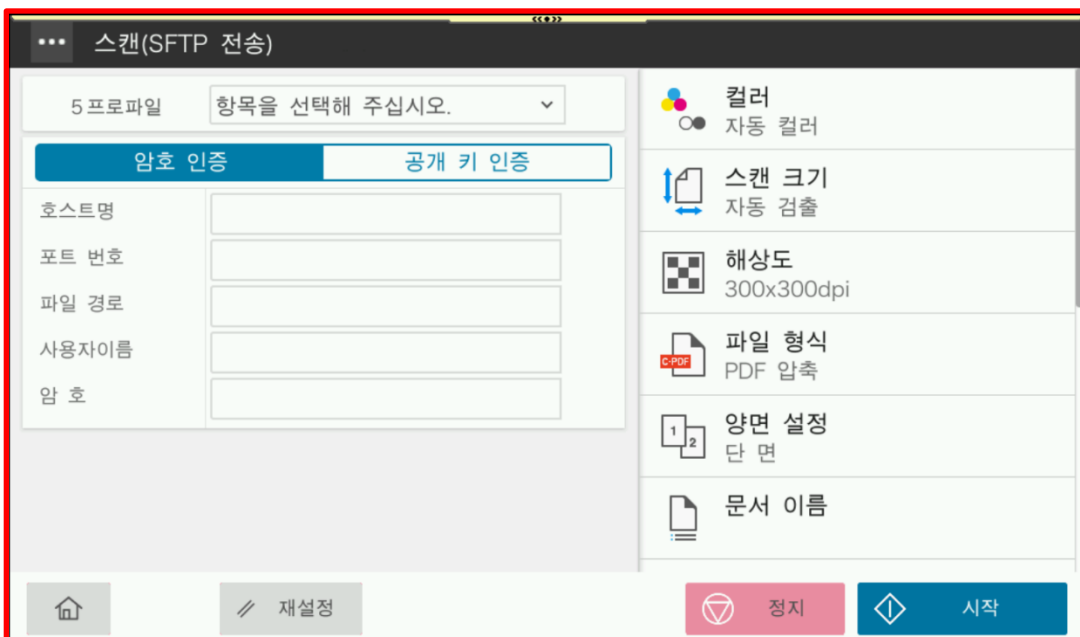 스캔(SFTP 전송)
5 프로파일
항목을 선택해 주십시오.
암호 인증
공개 키 인증
호스트명
포트 번호
파일 경로
사용자이름
암 호
컬러
자동 컬러
스캔 크기
자동 검출
해상도
300x300dpi
C-PDF
파일 형식
PDF 압축
1
2
양면 설정
단 면
문서 이름
재설정
정지
시작